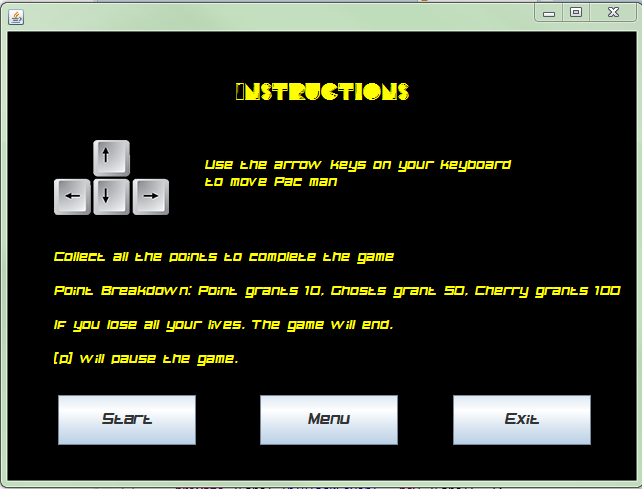 Instructions
Use the arrow keys on your keyboard
to move Pac man
Collect all the points to complete the game
Point Breakdown: Point grants 10, Ghosts grant 50, Cherry grants 100
If you lose all your lives. The game will end.
(p) will pause the game.
Start Menu Exit